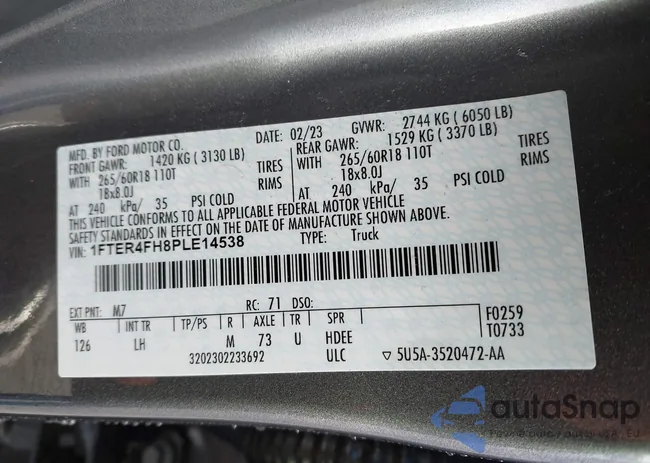 MFD. BY FORD MOTOR CO.
DATE: 02/23 GVWR: 2744 KG ( 6050 LB)
FRONT GAWR: 1420 KG ( 3130 LB) REAR GAWR: 1529 KG ( 3370 LB)
WITH 265/60R18 110T TIRES WITH 265/60R18 110T TIRES
18x8.0J RIMS 18x8.0J RIMS
AT 240 kPa/ 35 PSI COLD AT 240 kPa/ 35 PSI COLD
THIS VEHICLE CONFORMS TO ALL APPLICABLE FEDERAL MOTOR VEHICLE
SAFETY STANDARDS IN EFFECT ON THE DATE OF MANUFACTURE SHOWN ABOVE.
VIN: 1FTER4FH8PLE14538 TYPE: Truck
EXT PNT: M7 RC: 71 DSO: F0259
WB INT TR TP/PS R AXLE TR SPR T0733
126 LH M 73 U HDEE
3202302233692 ULC 5U5A-3520472-AA
autoSnap